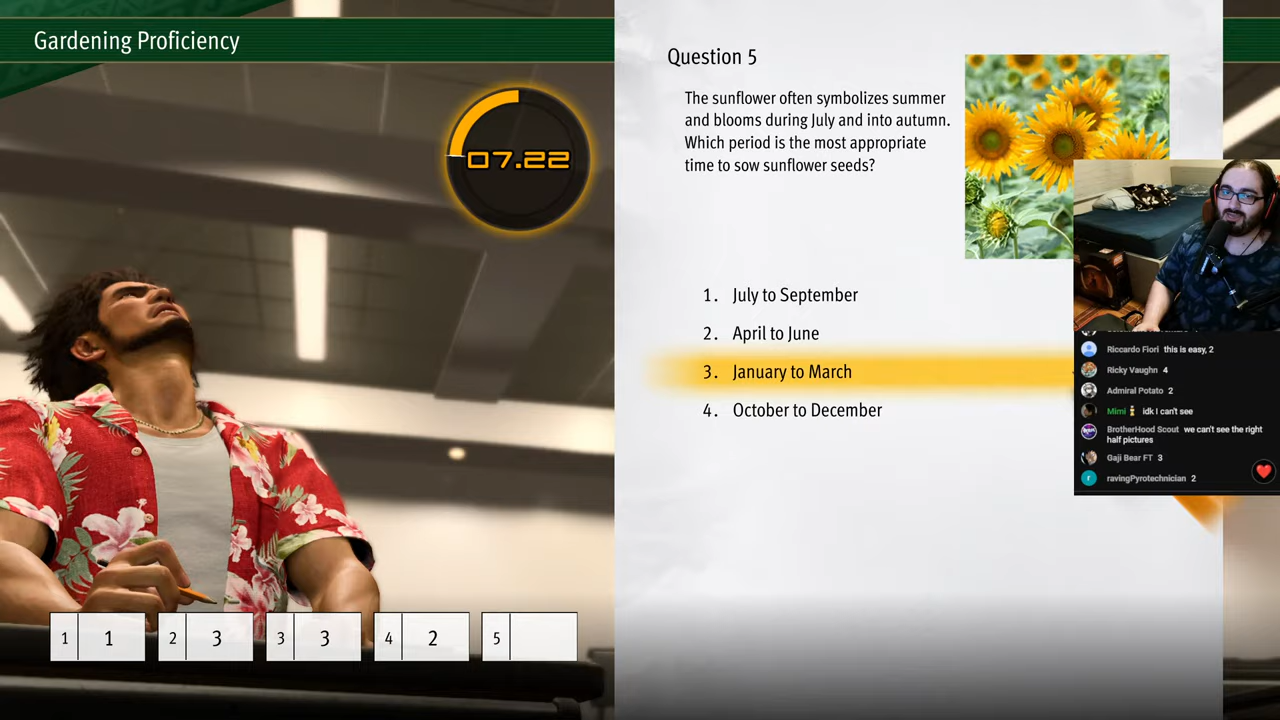 Gardening Proficiency
07.22
Question 5
The sunflower often symbolizes summer
and blooms during July and into autumn.
Which period is the most appropriate
time to sow sunflower seeds?
1. July to September
2. April to June
3. January to March
4. October to December
Riccardo Fiori this is easy, 2
Ricky Vaughn 4
Admiral Potato 2
Mimi idk I can't see
BrotherHood Scout we can't see the right
half pictures
Gaji Bear FT 3
ravingPyrotechnician 2
1 1 2 3 3 3 4 2 5